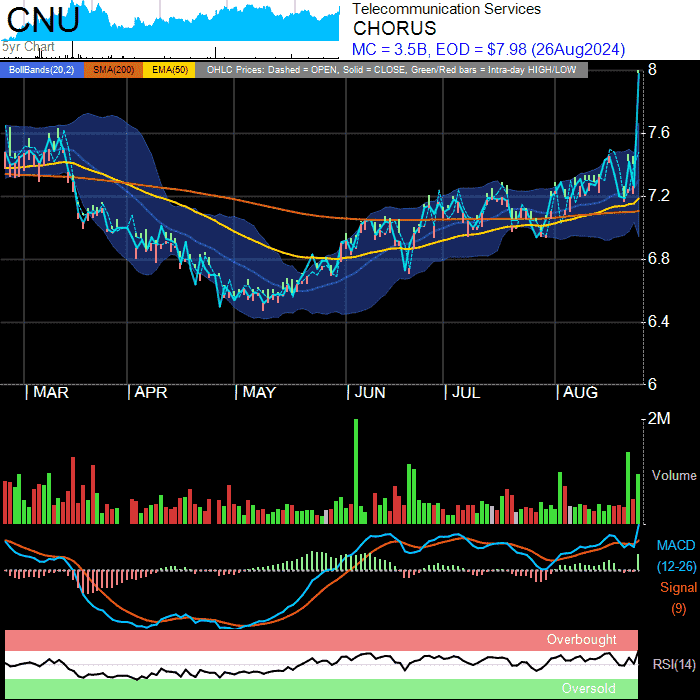 CNU
5yr Chart
Telecommunication Services
CHORUS
MC = 3.5B, EOD = $7.98 (26Aug2024)
BollBands(20,2) SMA(200) EMA(50) OHLC Prices: Dashed = OPEN, Solid = CLOSE, Green/Red bars = Intra-day HIGH/LOW
8
7.6
7.2
6.8
6.4
6
MAR APR MAY JUN JUL AUG
2M
Volume
MACD
(12-26)
Signal
(9)
Overbought
RSI(14)
Oversold